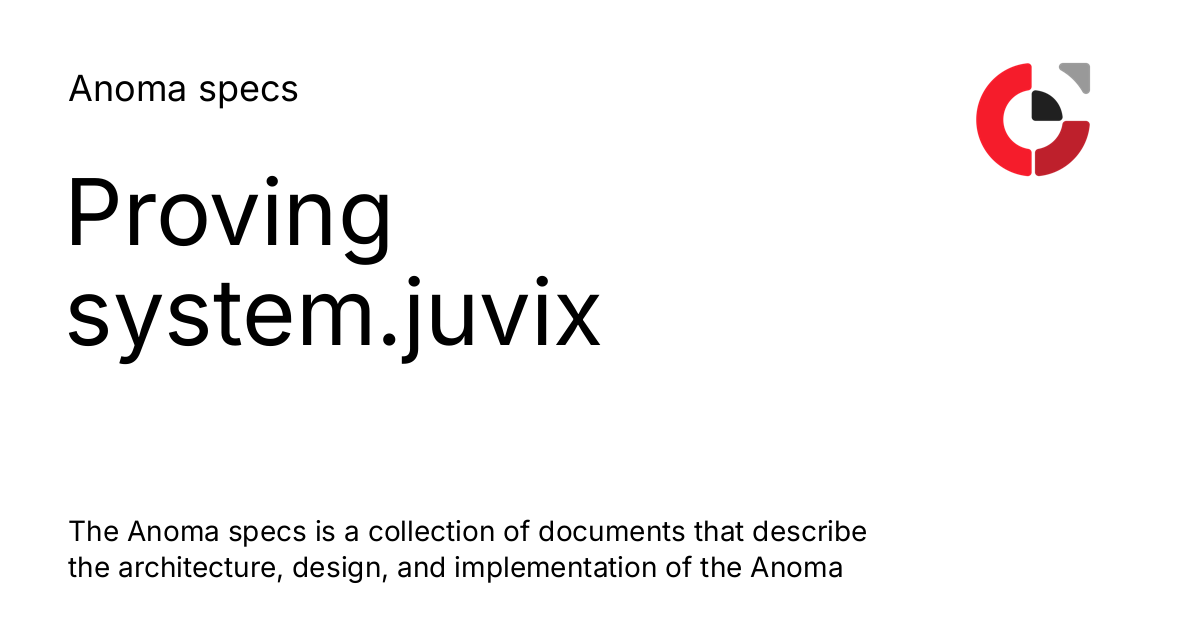 Anoma specs
Proving
system.juvix
The Anoma specs is a collection of documents that describe
the architecture, design, and implementation of the Anoma